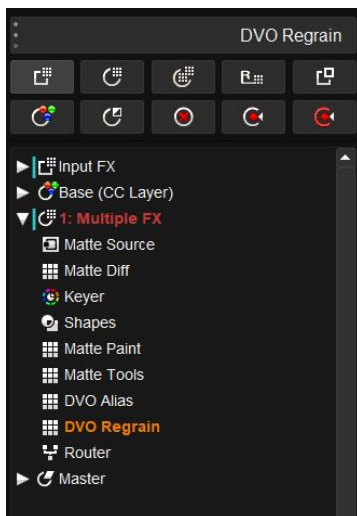 DVO Regrain
R
Input FX
Base (CC Layer)
1: Multiple FX
Matte Source
Matte Diff
Keyer
Shapes
Matte Paint
Matte Tools
DVO Alias
DVO Regrain
Router
Master